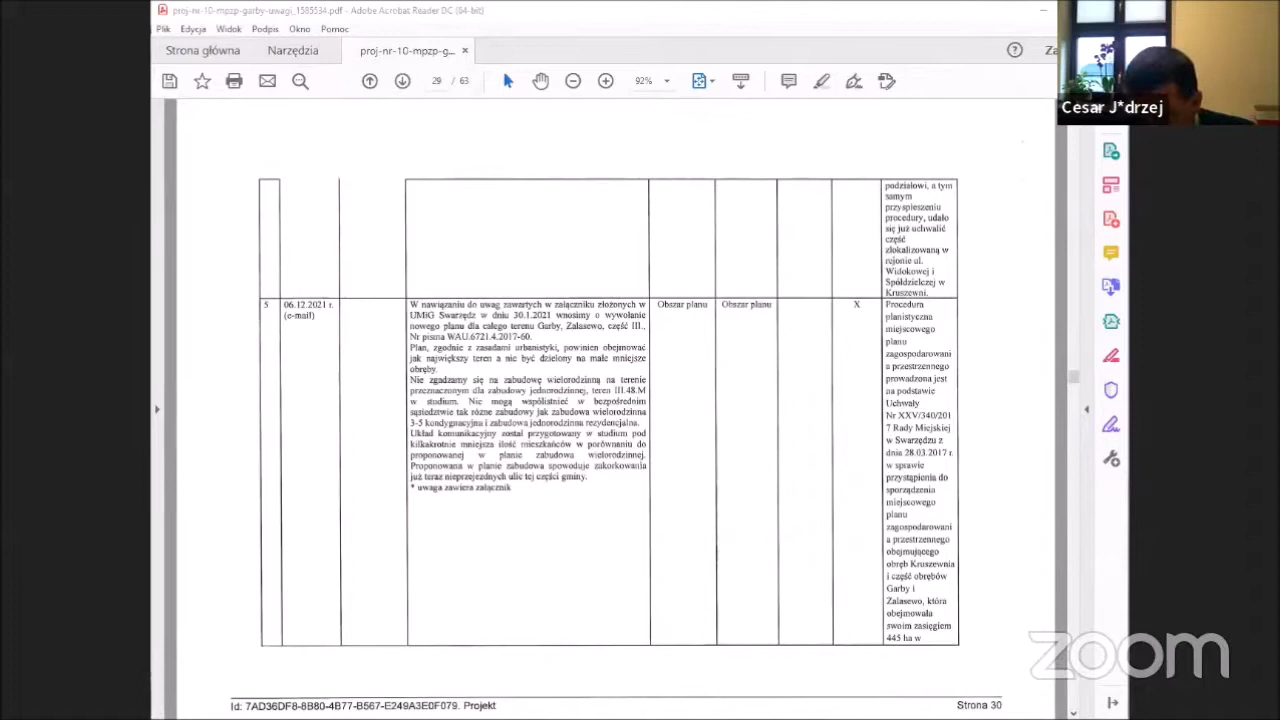 proj-nr-10-mpzp-garby-uwagi_1585534.pdf - Adobe Acrobat Reader DC (64-bit)
Plik Edycja Widok Podpis Okno Pomoc
Strona główna Narzędzia proj-nr-10-mpzp-g... × Za
29 / 63 92%
Cesar J*drzej
podziałowi, a tym
samym
przyspieszeniu
procedury, udało
się już uchwalić
część
zlokalizowaną w
rejonie ul.
Widokowej i
Spółdzielczej w
Kruszewni.
5
06.12.2021 r.
(e-mail)
W nawiązaniu do uwag zawartych w załączniku złożonych w
UMiG Swarzędz w dniu 30.1.2021 wnosimy o wywołanie
nowego planu dla całego terenu Garby, Zalasewo, część III.,
Nr pisma WAU.6721.4.2017-60.
Plan, zgodnie z zasadami urbanistyki, powinien obejmować
jak największy teren a nie być dzielony na małe mniejsze
obręby.
Nie zgadzamy się na zabudowę wielorodzinną na terenie
przeznaczonym dla zabudowy jednorodzinnej, teren III.48.M
w studium. Nie mogą współistnieć w bezpośrednim
sąsiedztwie tak różne zabudowy jak zabudowa wielorodzinna
3-5 kondygnacyjna i zabudowa jednorodzinna rezydencjalna.
Układ komunikacyjny został przygotowany w studium pod
kilkakrotnie mniejsza ilość mieszkańców w porównaniu do
proponowanej w planie zabudowa wielorodzinnej.
Proponowana w planie zabudowa spowoduje zakorkowania
już teraz nieprzejezdnych ulic tej części gminy.
* uwaga zawiera załącznik
Obszar planu
Obszar planu
X
Procedura
planistyczna
miejscowego
planu
zagospodarowani
a przestrzennego
prowadzona jest
na podstawie
Uchwały
Nr XXV/340/201
7 Rady Miejskiej
w Swarzędzu z
dnia 28.03.2017 r.
w sprawie
przystąpienia do
sporządzenia
miejscowego
planu
zagospodarowani
a przestrzennego
obejmującego
obręb Kruszewnia
i część obrębów
Garby i
Zalasewo, która
obejmowała
swoim zasięgiem
445 ha w
Id: 7AD36DF8-8B80-4B77-B567-E249A3E0F079. Projekt Strona 30
zoom